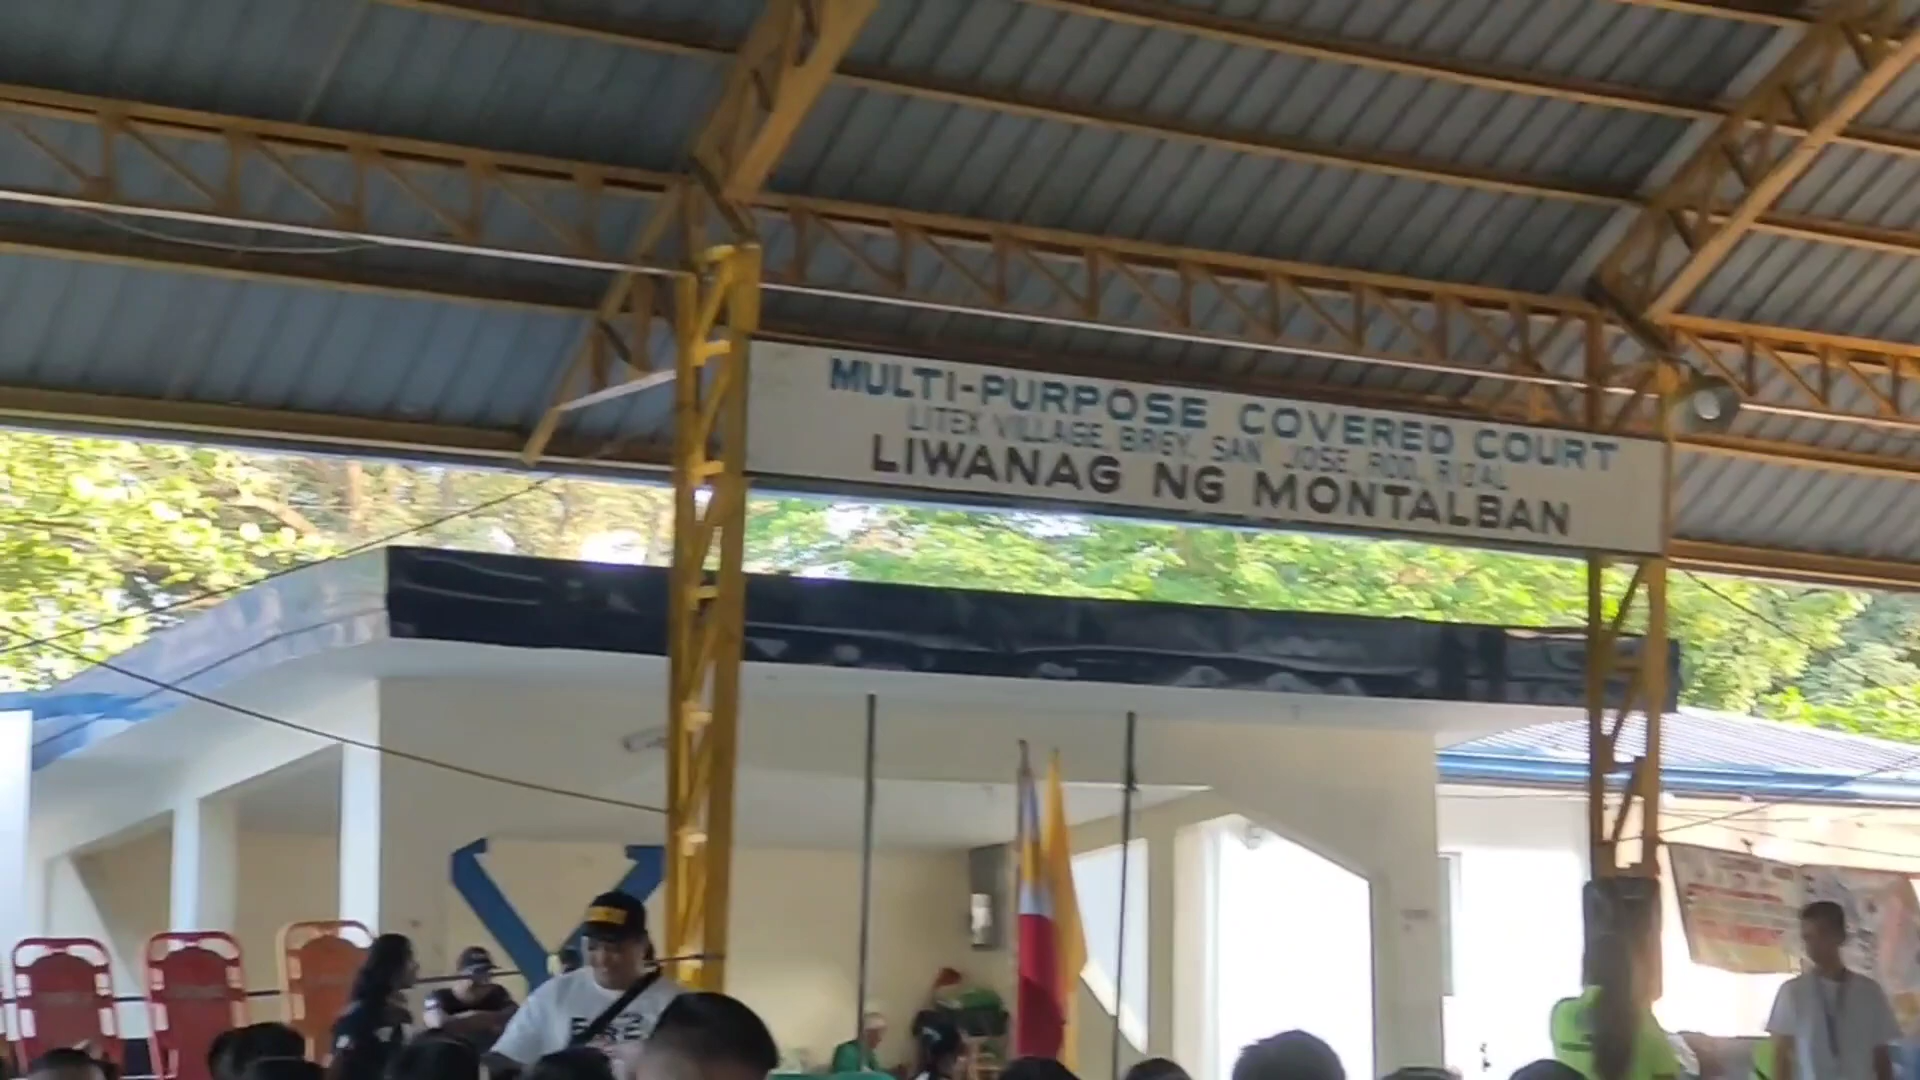 MULTI-PURPOSE COVERED COURT
LITEX VILLAGE, BRGY. SAN JOSE, ROD. RIZAL
LIWANAG NG MONTALBAN